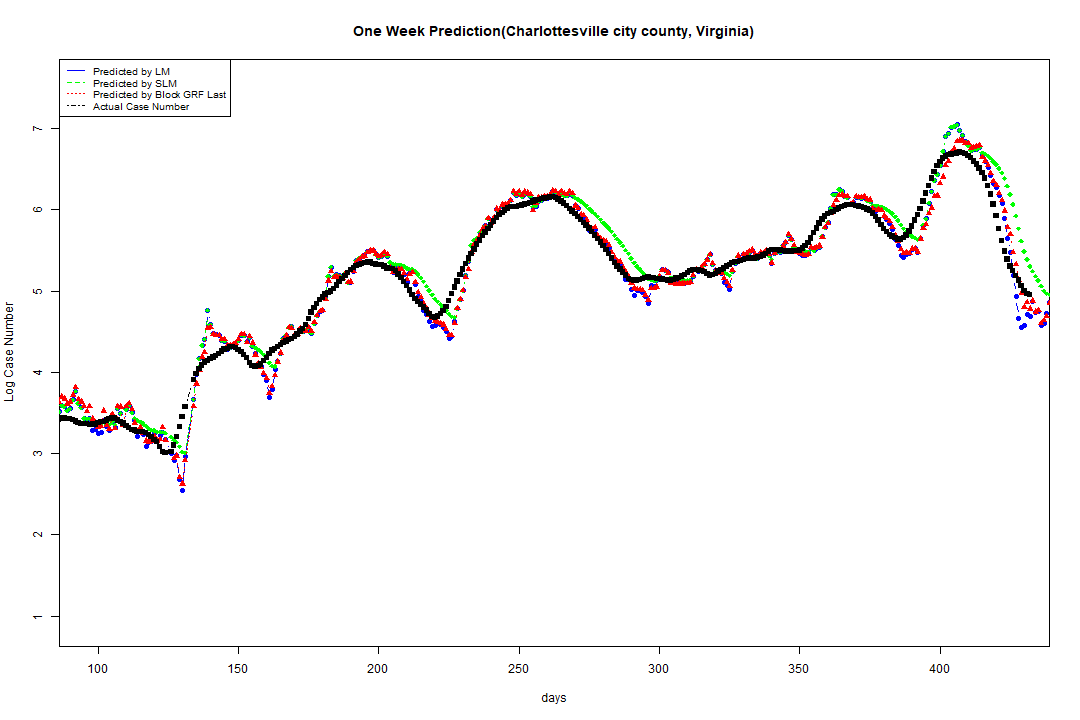 One Week Prediction(Charlottesville city county, Virginia)
Predicted by LM
Predicted by SLM
Predicted by Block GRF Last
Actual Case Number
7
6
5
4
3
2
1
Log Case Number
100 150 200 250 300 350 400
days